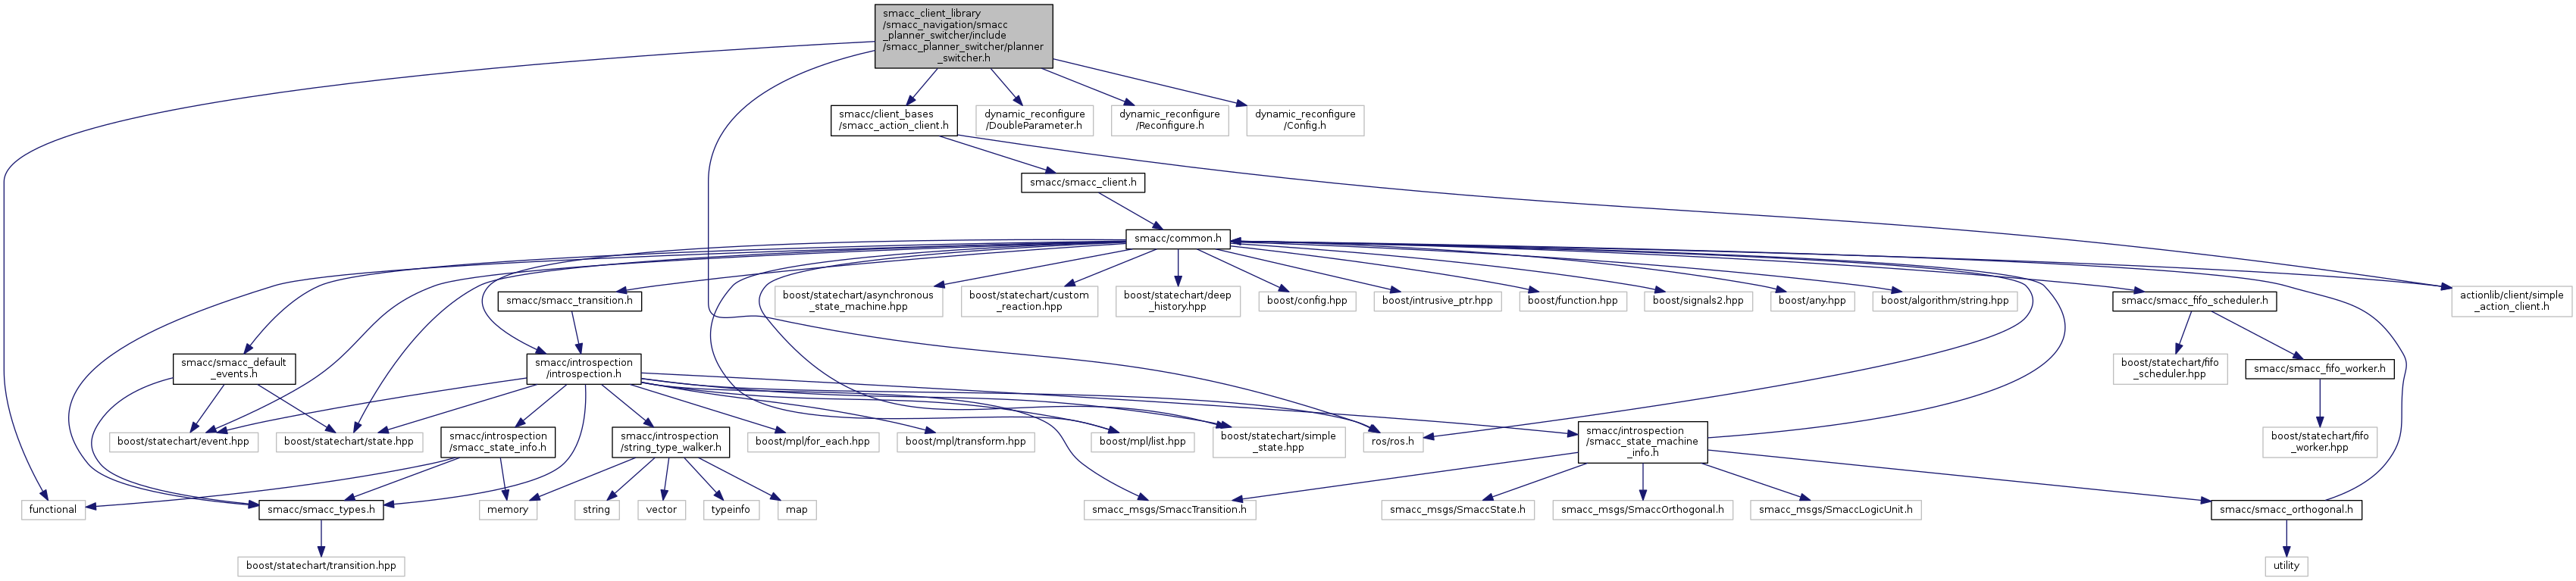 smacc_client_library
/smacc_navigation/smacc
_planner_switcher/include
/smacc_planner_switcher/planner
_switcher.h
smacc/client_bases
/smacc_action_client.h
dynamic_reconfigure
/DoubleParameter.h
dynamic_reconfigure
/Reconfigure.h
dynamic_reconfigure
/Config.h
smacc/smacc_client.h
smacc/common.h
smacc/smacc_transition.h
boost/statechart/asynchronous
_state_machine.hpp
boost/statechart/custom
_reaction.hpp
boost/statechart/deep
_history.hpp
boost/config.hpp
boost/intrusive_ptr.hpp
boost/function.hpp
boost/signals2.hpp
boost/any.hpp
boost/algorithm/string.hpp
smacc/smacc_fifo_scheduler.h
actionlib/client/simple
_action_client.h
smacc/smacc_default
_events.h
smacc/introspection
/introspection.h
boost/statechart/fifo
_scheduler.hpp
smacc/smacc_fifo_worker.h
boost/statechart/event.hpp
boost/statechart/state.hpp
smacc/introspection
/smacc_state_info.h
smacc/introspection
/string_type_walker.h
boost/mpl/for_each.hpp
boost/mpl/transform.hpp
boost/mpl/list.hpp
boost/statechart/simple
_state.hpp
ros/ros.h
smacc/introspection
/smacc_state_machine
_info.h
boost/statechart/fifo
_worker.hpp
functional
smacc/smacc_types.h
memory
string
vector
typeinfo
map
smacc_msgs/SmaccTransition.h
smacc_msgs/SmaccState.h
smacc_msgs/SmaccOrthogonal.h
smacc_msgs/SmaccLogicUnit.h
smacc/smacc_orthogonal.h
boost/statechart/transition.hpp
utility